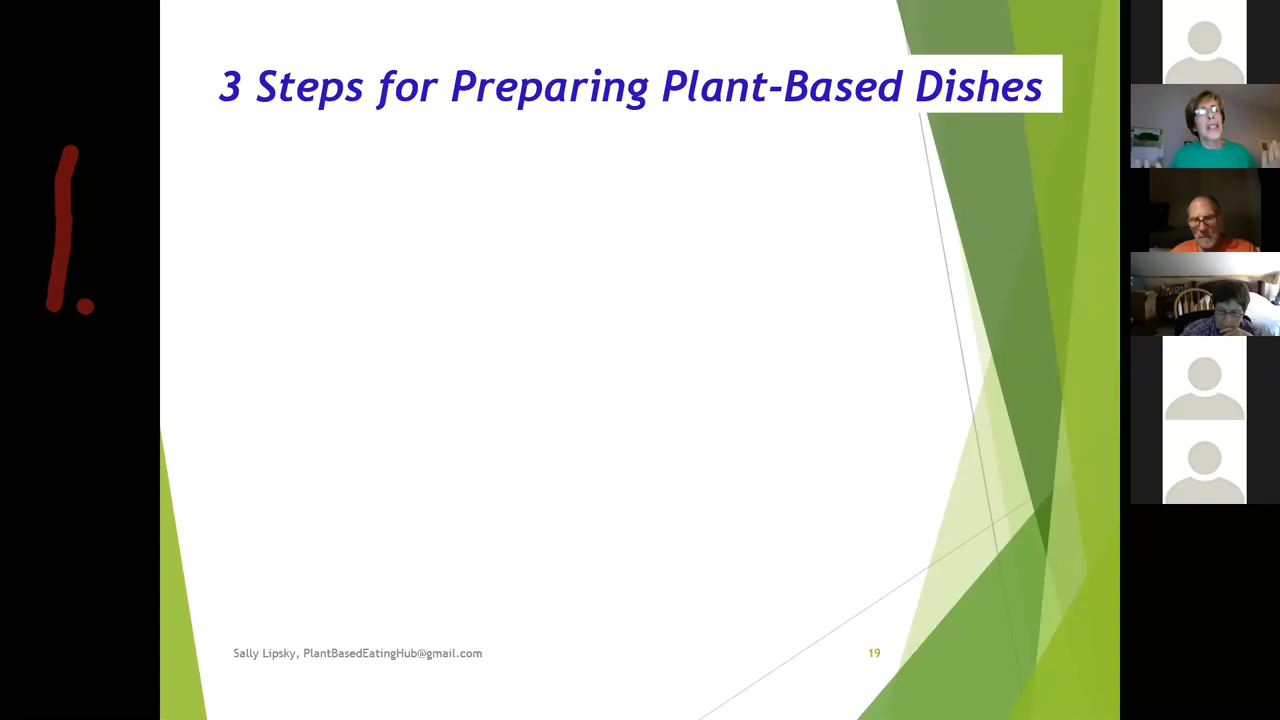 3 Steps for Preparing Plant-Based Dishes
1.
Sally Lipsky, PlantBasedEatingHub@gmail.com
19